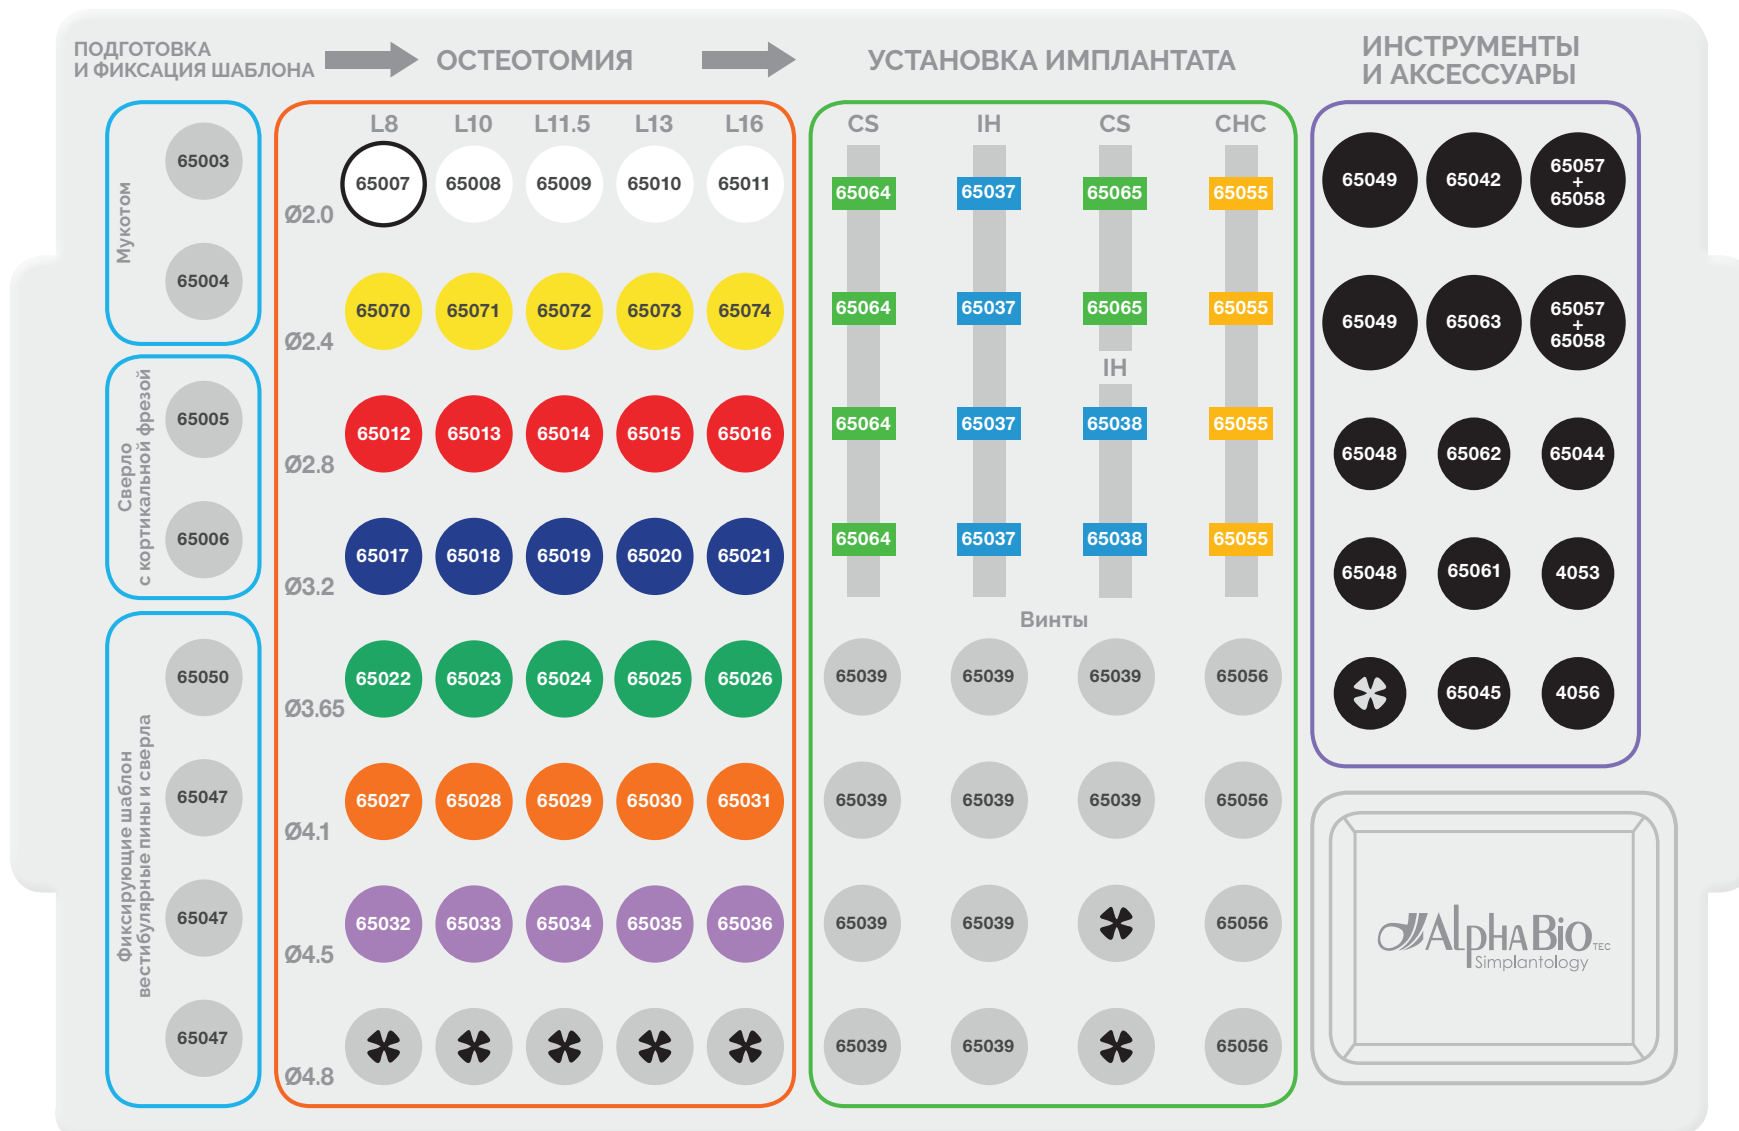 ПОДГОТОВКА
И ФИКСАЦИЯ ШАБЛОНА
ОСТЕОТОМИЯ
УСТАНОВКА ИМПЛАНТАТА
ИНСТРУМЕНТЫ
И АКСЕССУАРЫ
Мукотом
65003
65004
Сверло
с кортикальной фрезой
65005
65006
Фиксирующие шаблон
вестибулярные пины и сверла
65050
65047
65047
65047
L8 L10 L11.5 L13 L16
65007 65008 65009 65010 65011
Ø2.0
65070 65071 65072 65073 65074
Ø2.4
65012 65013 65014 65015 65016
Ø2.8
65017 65018 65019 65020 65021
Ø3.2
65022 65023 65024 65025 65026
Ø3.65
65027 65028 65029 65030 65031
Ø4.1
65032 65033 65034 65035 65036
Ø4.5
Ø4.8
CS IH CS CHC
65064 65037 65065 65055
65064 65037 65065 65055
IH
65064 65037 65038 65055
65064 65037 65038 65055
Винты
65039 65039 65039 65056
65039 65039 65039 65056
65039 65039 65056
65039 65039 65056
65049 65042 65057
+
65058
65049 65063 65057
+
65058
65048 65062 65044
65048 65061 4053
65045 4056
ALPHABIO TEC
Simplantology